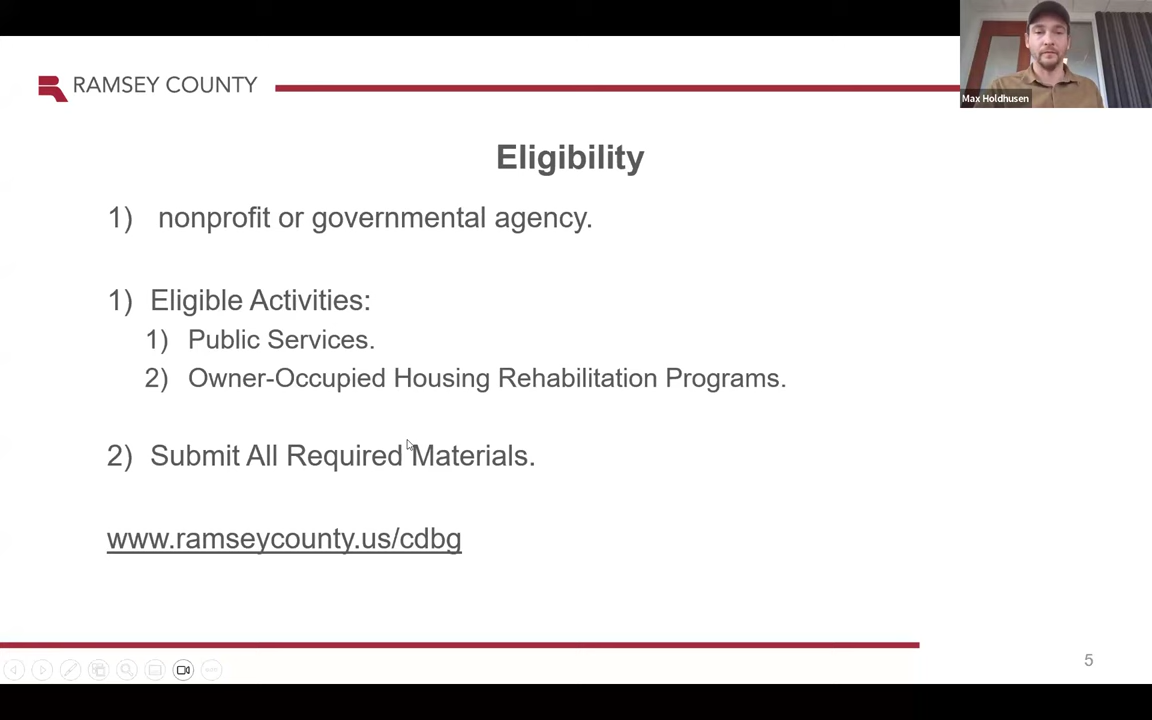 RAMSEY COUNTY
Max Holdhusen
Eligibility
1) nonprofit or governmental agency.
1) Eligible Activities:
1) Public Services.
2) Owner-Occupied Housing Rehabilitation Programs.
2) Submit All Required Materials.
www.ramseycounty.us/cdbg
5